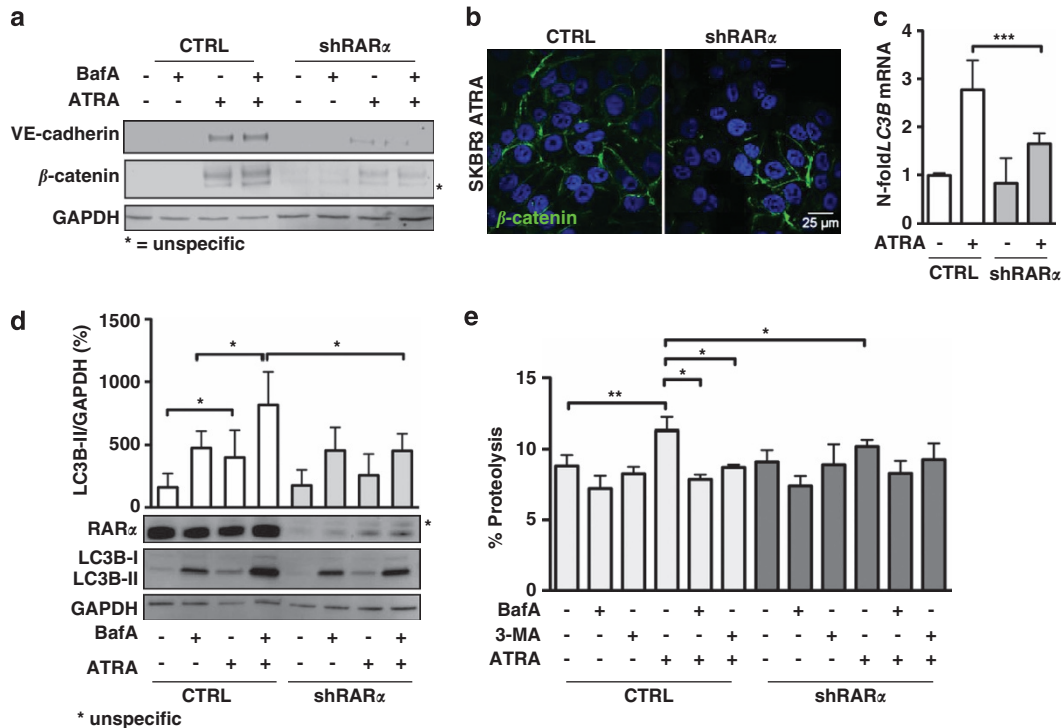 a
CTRL shRARα
BafA - + - + - + - +
ATRA - - + + - - + +
VE-cadherin
β-catenin
*
GAPDH
* = unspecific
b
CTRL shRARα
SKBR3 ATRA
β-catenin
25 μm
c
***
N-fold LC3B mRNA
4
3
2
1
0
ATRA - + - +
CTRL shRARα
d
LC3B-II/GAPDH (%)
1500
1000
500
0
* * *
RARα
*
LC3B-I
LC3B-II
GAPDH
BafA - + - + - + - +
ATRA - - + + - - + +
CTRL shRARα
* unspecific
e
% Proteolysis
15
10
5
0
*
*
*
**
BafA - + - - + - - + - - + -
3-MA - - + - - + - - + - - +
ATRA - - - + + + - - - + + +
CTRL shRARα